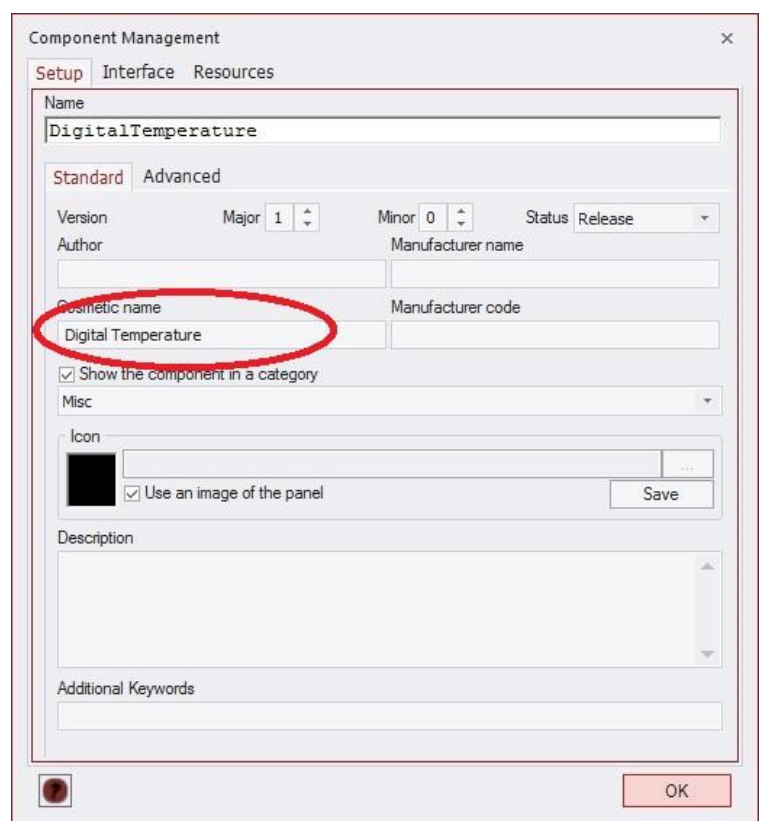 Component Management
Setup Interface Resources
Name
DigitalTemperature
Standard Advanced
Version Major 1 Minor 0 Status Release
Author Manufacturer name
Cosmetic name Manufacturer code
Digital Temperature
Show the component in a category
Misc
Icon
...
Use an image of the panel Save
Description
Additional Keywords
? OK